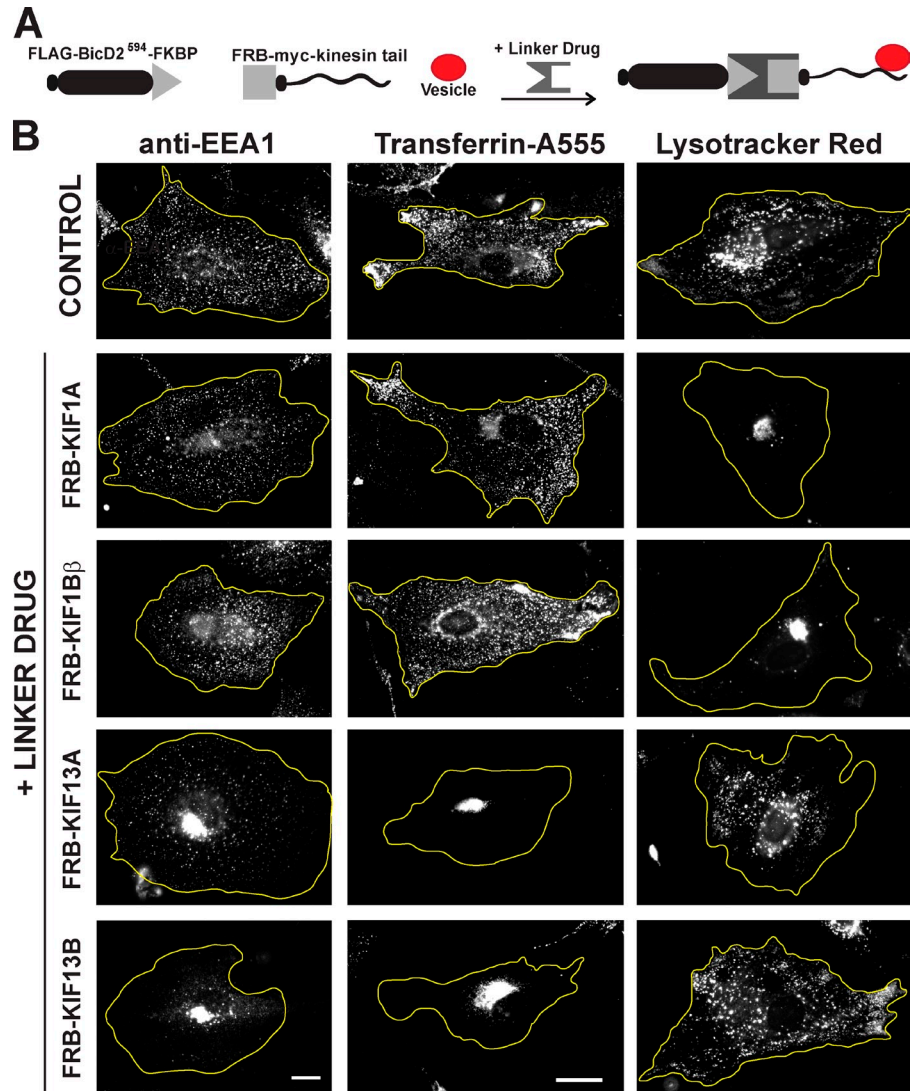 A
FLAG-BicD2⁵⁹⁴-FKBP
FRB-myc-kinesin tail
Vesicle
+ Linker Drug
B
anti-EEA1
Transferrin-A555
Lysotracker Red
CONTROL
+ LINKER DRUG
FRB-KIF1A
FRB-KIF1Bβ
FRB-KIF13A
FRB-KIF13B